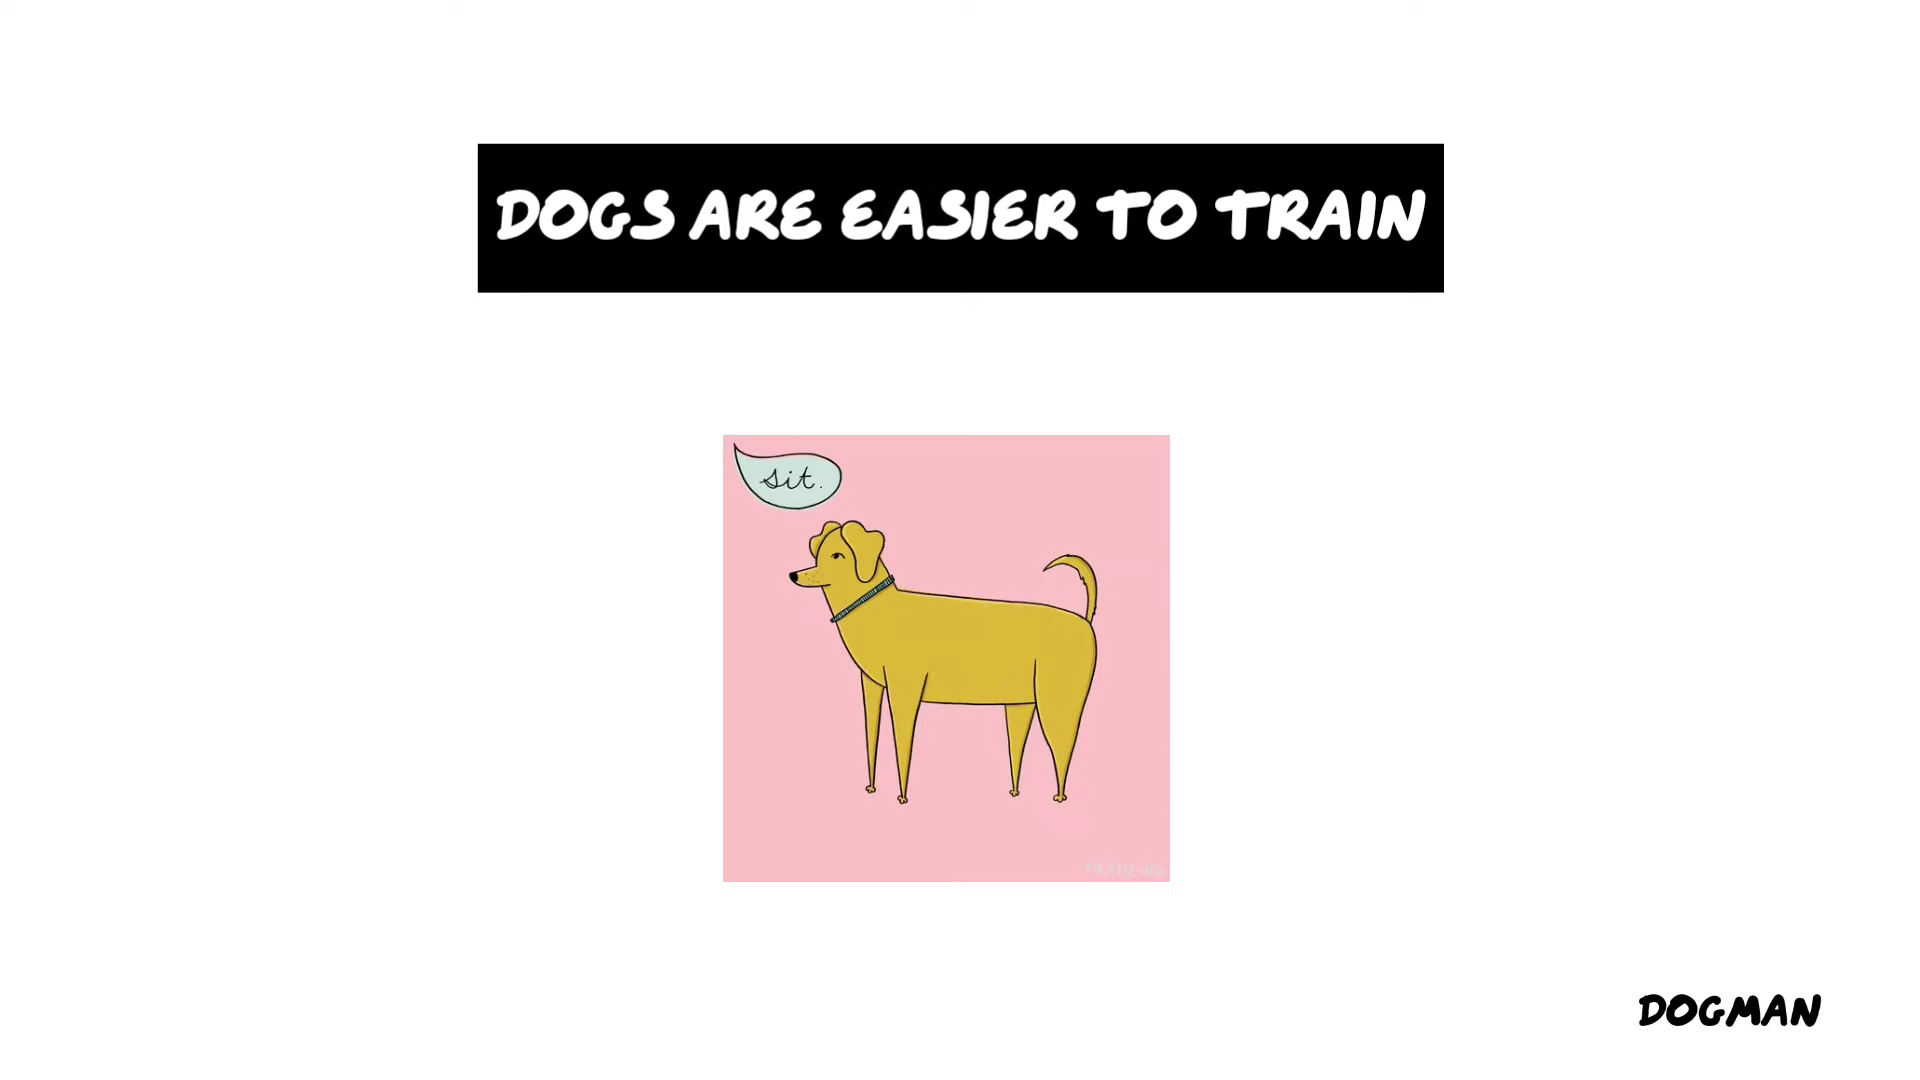 DOGS ARE EASIER TO TRAIN
sit.
DOGMAN